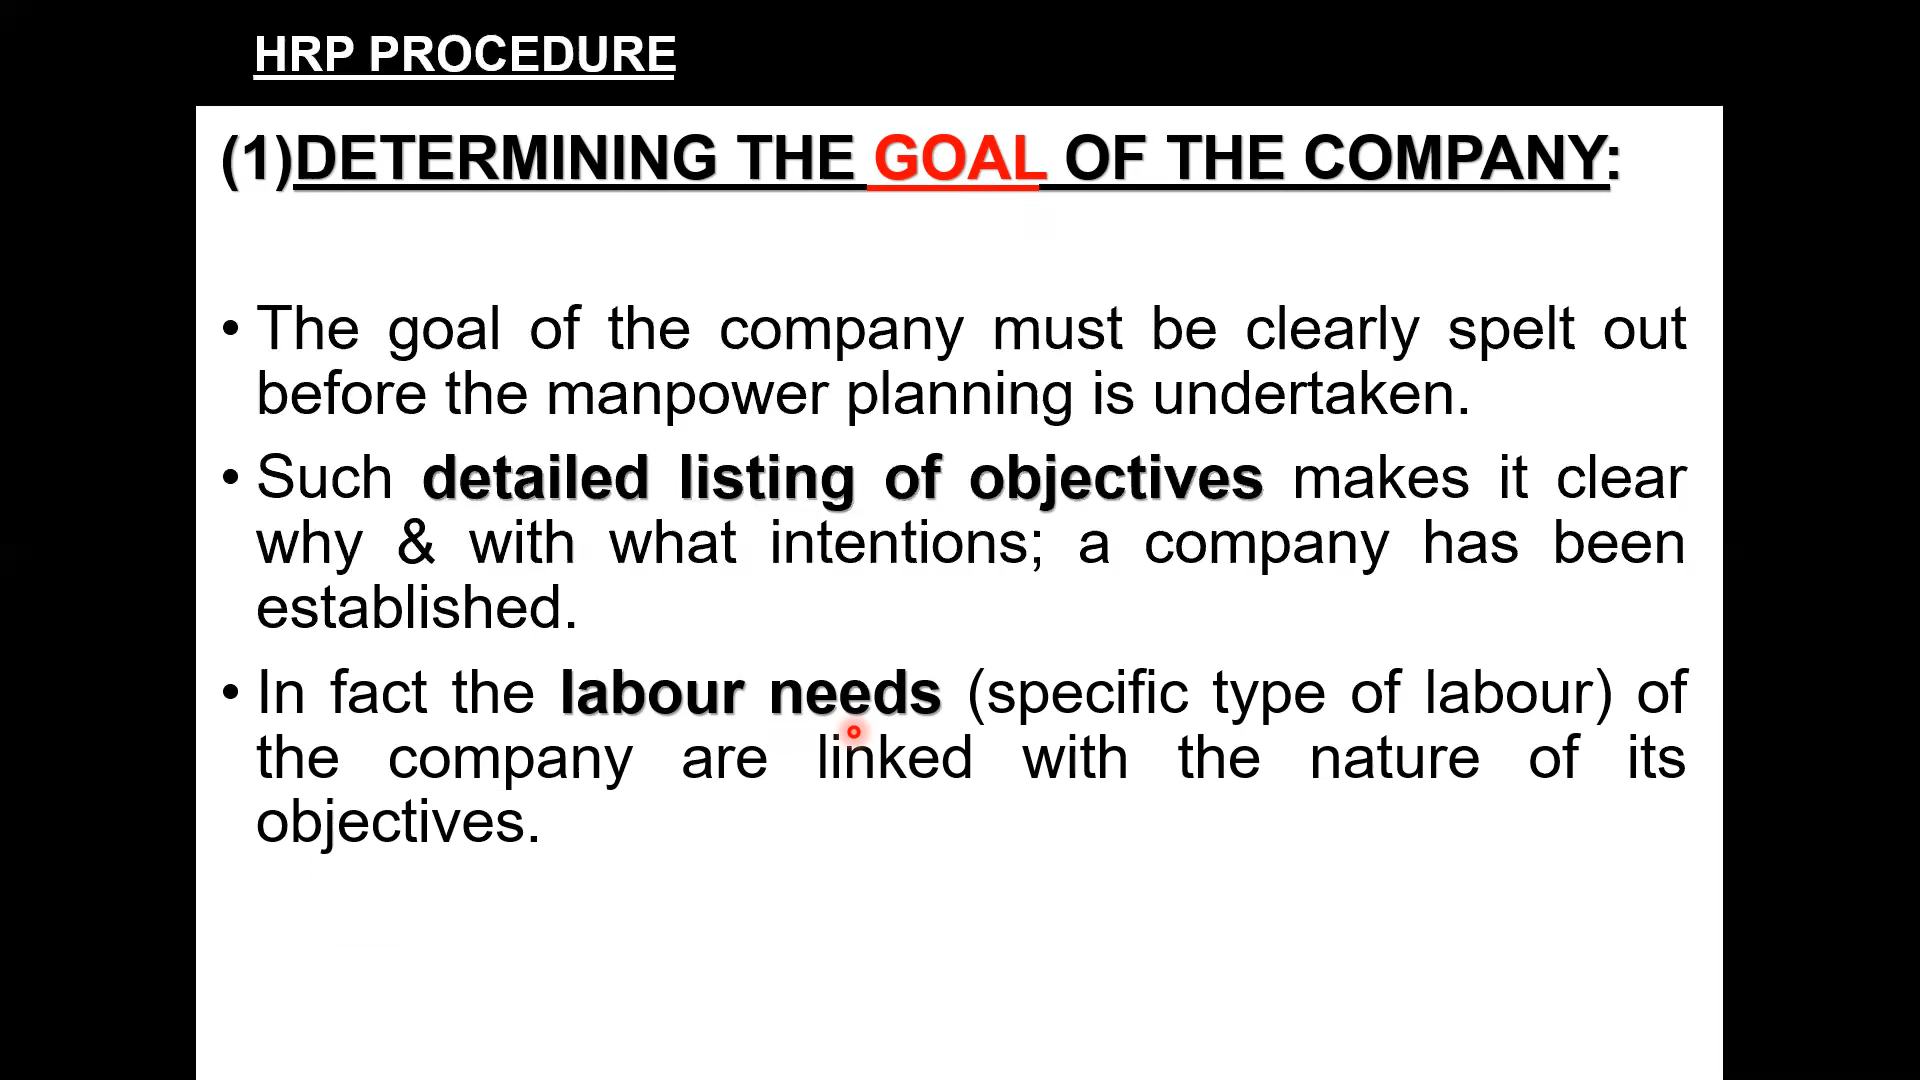 HRP PROCEDURE
(1)DETERMINING THE GOAL OF THE COMPANY:
• The goal of the company must be clearly spelt out
before the manpower planning is undertaken.
• Such detailed listing of objectives makes it clear
why & with what intentions; a company has been
established.
• In fact the labour needs (specific type of labour) of
the company are linked with the nature of its
objectives.